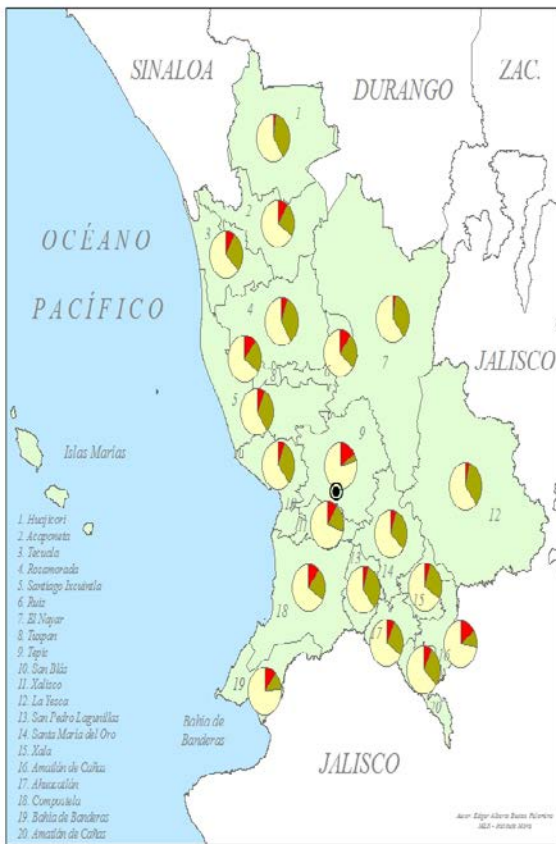 SINALOA
DURANGO
ZAC.
OCÉANO
PACÍFICO
JALISCO
Islas Marías
1. Huajicori
2. Acaponeta
3. Tecuala
4. Rosamorada
5. Santiago Ixcuintla
6. Ruiz
7. El Nayar
8. Tuxpan
9. Tepic
10. San Blás
11. Xalisco
12. La Yesca
13. San Pedro Lagunillas
14. Santa María del Oro
15. Xala
16. Amatlán de Cañas
17. Ahuacatlán
18. Compostela
19. Bahía de Banderas
20. Amatlán de Cañas
Bahía de
Banderas
JALISCO
1
2
3
4
5
6
7
8
9
11
12
13
14
15
16
17
18
19
20